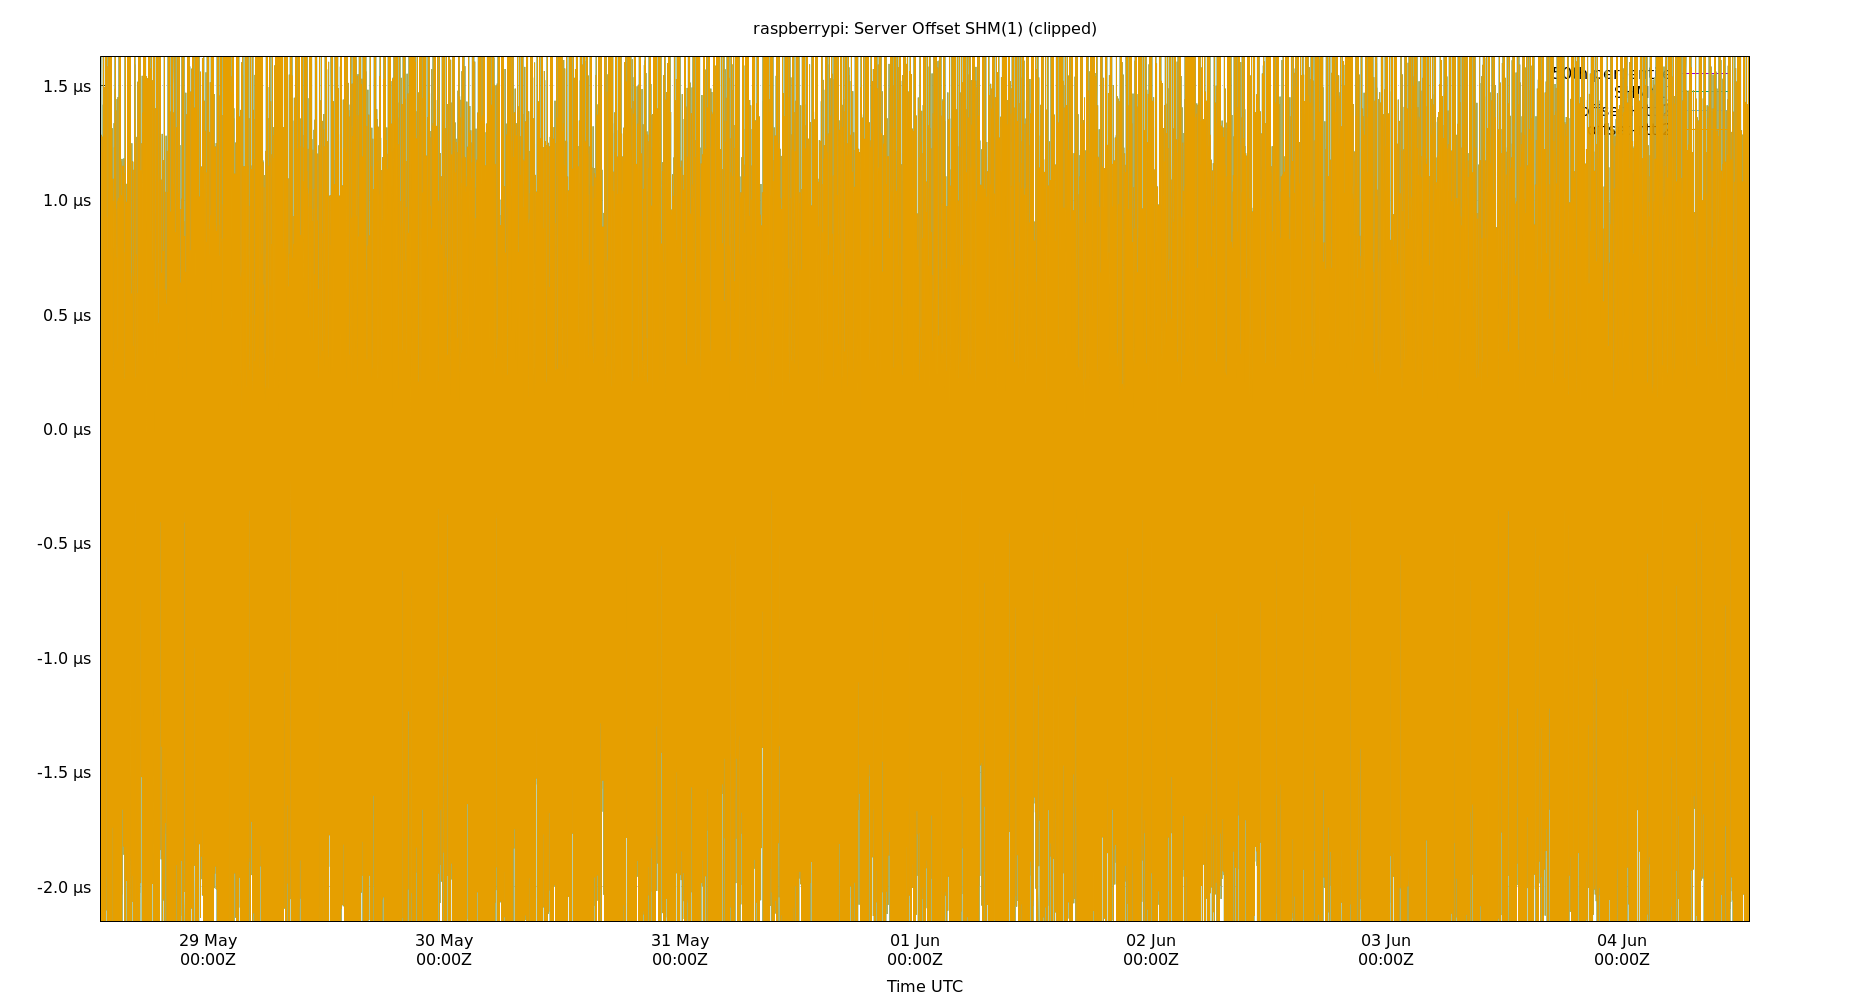 raspberrypi: Server Offset SHM(1) (clipped)
1.5 µs
1.0 µs
0.5 µs
0.0 µs
-0.5 µs
-1.0 µs
-1.5 µs
-2.0 µs
29 May 30 May 31 May 01 Jun 02 Jun 03 Jun 04 Jun
00:00Z 00:00Z 00:00Z 00:00Z 00:00Z 00:00Z 00:00Z
Time UTC